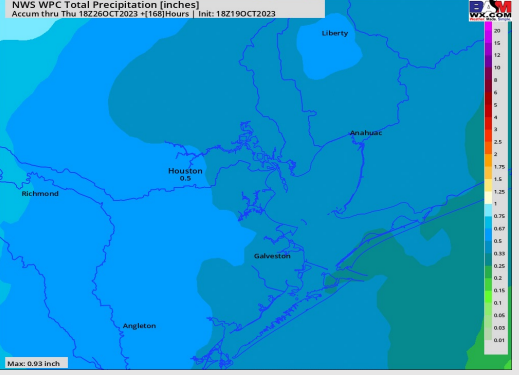 NWS WPC Total Precipitation [inches]
Accum thru Thu 18Z26OCT2023 +[168]Hours | Init: 18Z19OCT2023
BAM
WX.COM
Liberty
Anahuac
Houston
0.5
Richmond
Galveston
Angleton
Max: 0.93 inch
20
15
12
10
8
6
5
4
3
2.5
2
1.75
1.5
1.25
1
0.75
0.67
0.5
0.33
0.25
0.2
0.15
0.1
0.05
0.03
0.01